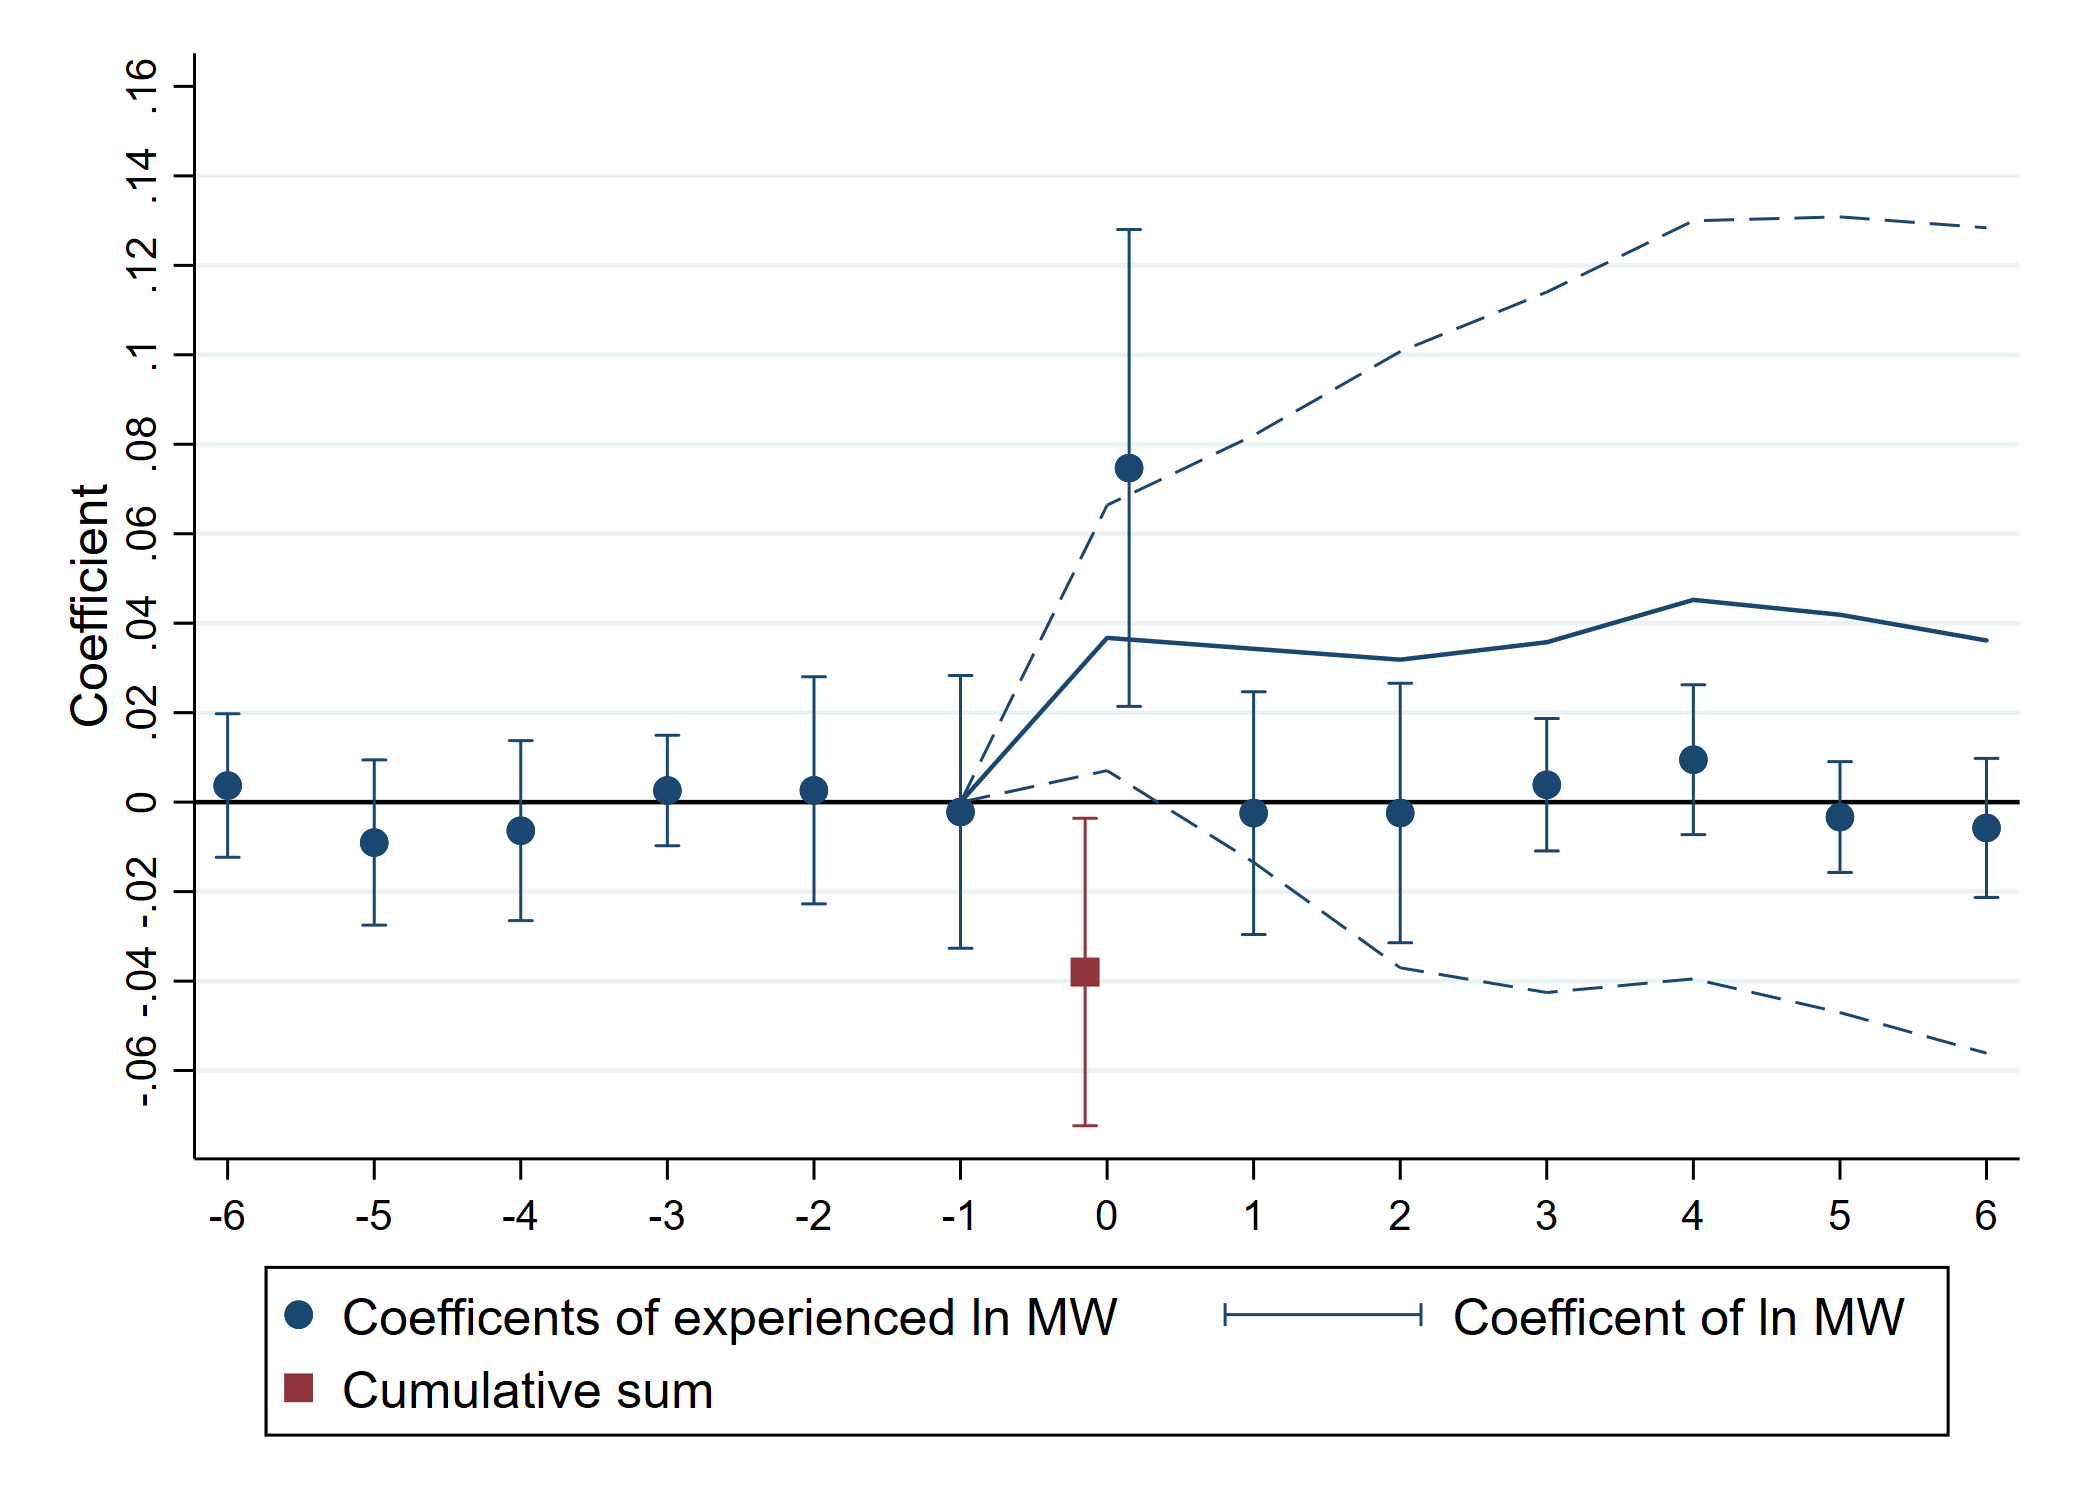 Coefficient
.16
.14
.12
.1
.08
.06
.04
.02
0
-.02
-.04
-.06
-6 -5 -4 -3 -2 -1 0 1 2 3 4 5 6
Coefficents of experienced ln MW
Coefficent of ln MW
Cumulative sum